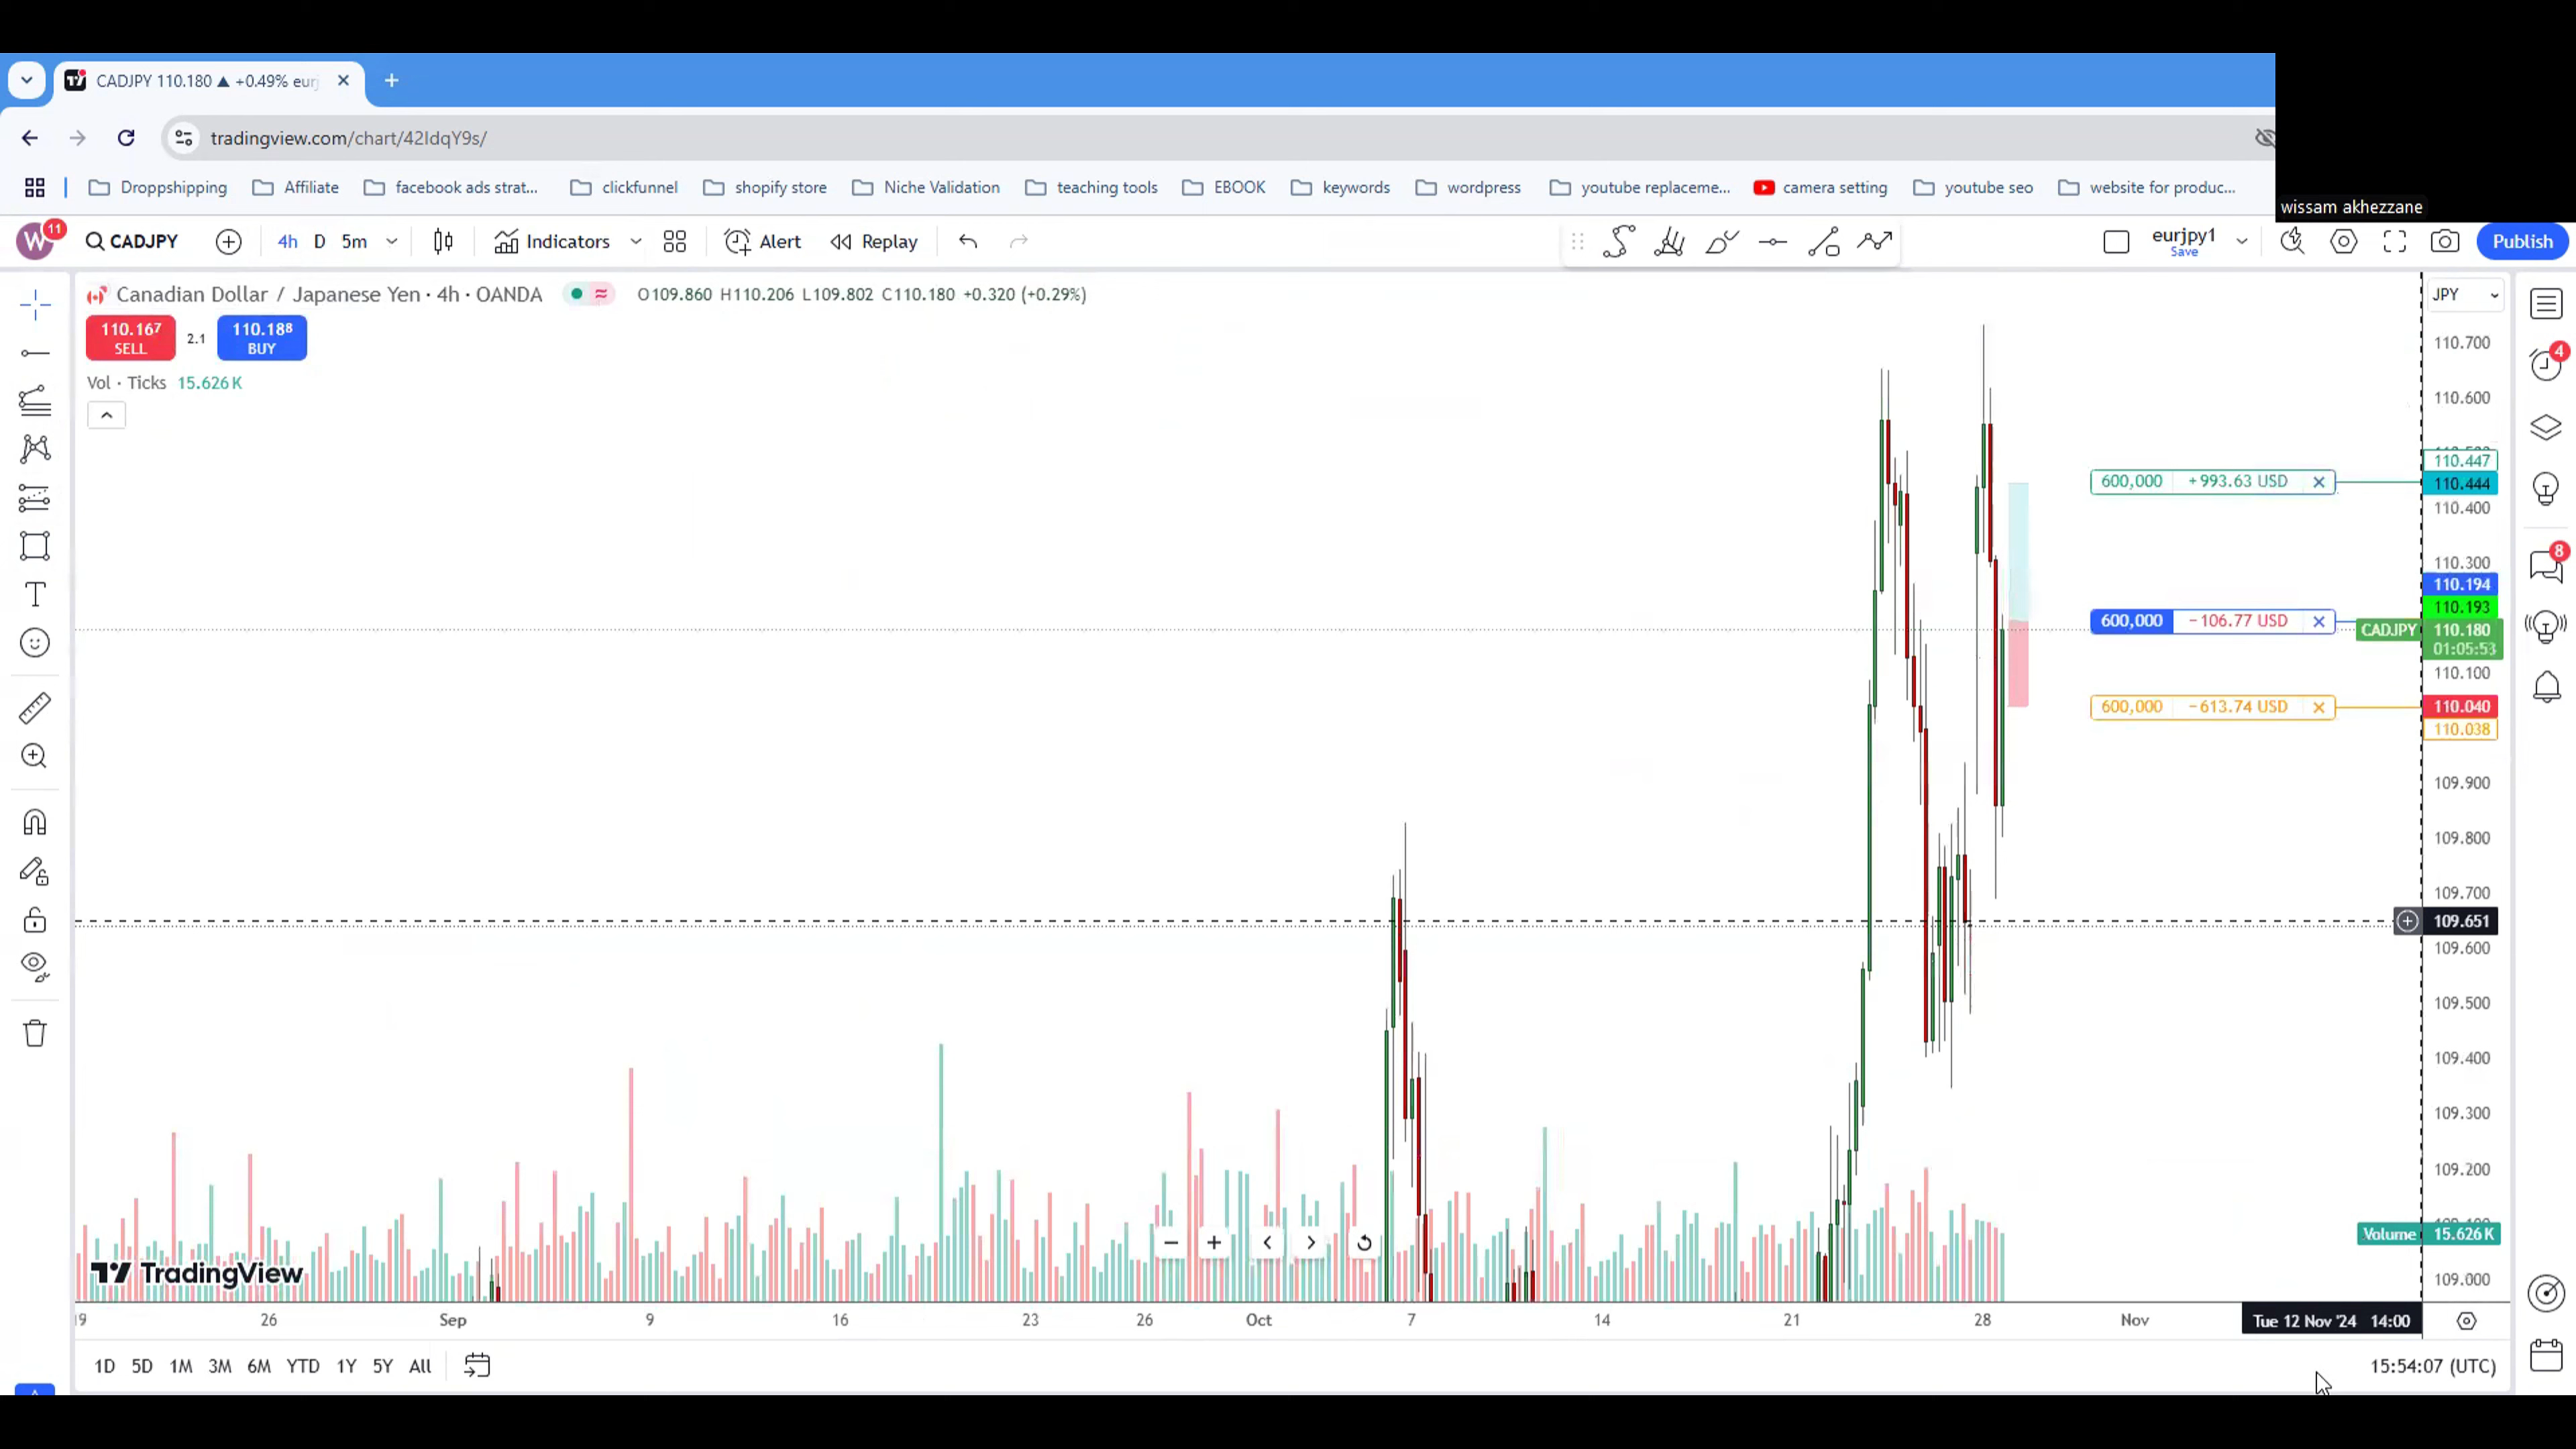 CADJPY 110.180 ▲ +0.49% eurj
tradingview.com/chart/42IdqY9s/
Droppshipping Affiliate facebook ads strat... clickfunnel shopify store Niche Validation teaching tools EBOOK keywords wordpress youtube replaceme... camera setting youtube seo website for produc...
wissam akhezzane
W 11 CADJPY 4h D 5m Indicators Alert Replay eurjpy1 Save Publish
Canadian Dollar / Japanese Yen · 4h · OANDA O109.860 H110.206 L109.802 C110.180 +0.320 (+0.29%) JPY
110.167 SELL 2.1 110.188 BUY
110.700
4
Vol · Ticks 15.626 K
110.600
110.447
600,000 +993.63 USD 110.444
110.400
110.300
8
110.194
110.193
600,000 −106.77 USD CADJPY 110.180
01:05:53
110.100
600,000 −613.74 USD 110.040
110.038
109.900
109.800
109.700
109.651
109.600
109.500
109.400
109.300
109.200
Volume 15.626 K
TradingView
109.000
19 26 Sep 9 16 23 26 Oct 7 14 21 28 Nov Tue 12 Nov '24 14:00
1D 5D 1M 3M 6M YTD 1Y 5Y All 15:54:07 (UTC)